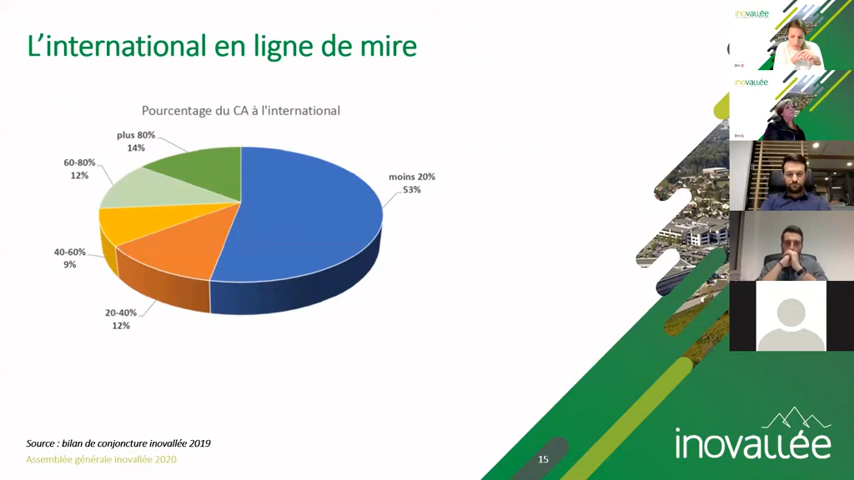 L'international en ligne de mire
Pourcentage du CA à l'international
plus 80%
14%
60-80%
12%
moins 20%
53%
40-60%
9%
20-40%
12%
Source : bilan de conjoncture inovallée 2019
Assemblée générale inovallée 2020
15
inovallée
inovallée
inovallée